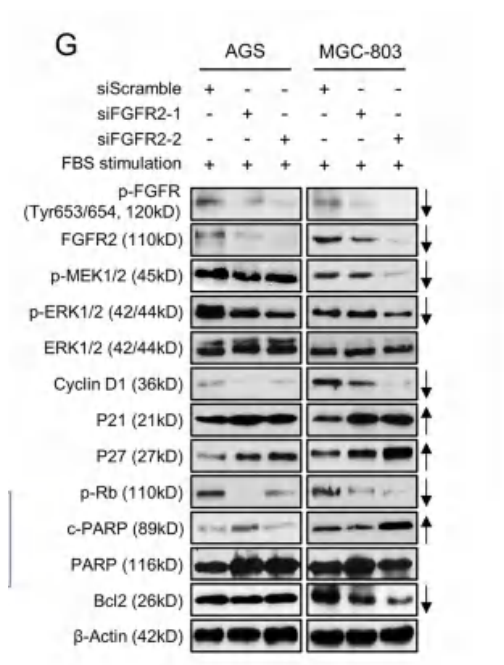 G
AGS MGC-803
siScramble + - - + - -
siFGFR2-1 - + - - + -
siFGFR2-2 - - + - - +
FBS stimulation + + + + + +
p-FGFR
(Tyr653/654, 120kD) ↓
FGFR2 (110kD) ↓
p-MEK1/2 (45kD) ↓
p-ERK1/2 (42/44kD) ↓
ERK1/2 (42/44kD)
Cyclin D1 (36kD) ↓
P21 (21kD) ↑
P27 (27kD) ↑
p-Rb (110kD) ↓
c-PARP (89kD) ↑
PARP (116kD)
Bcl2 (26kD) ↓
β-Actin (42kD)